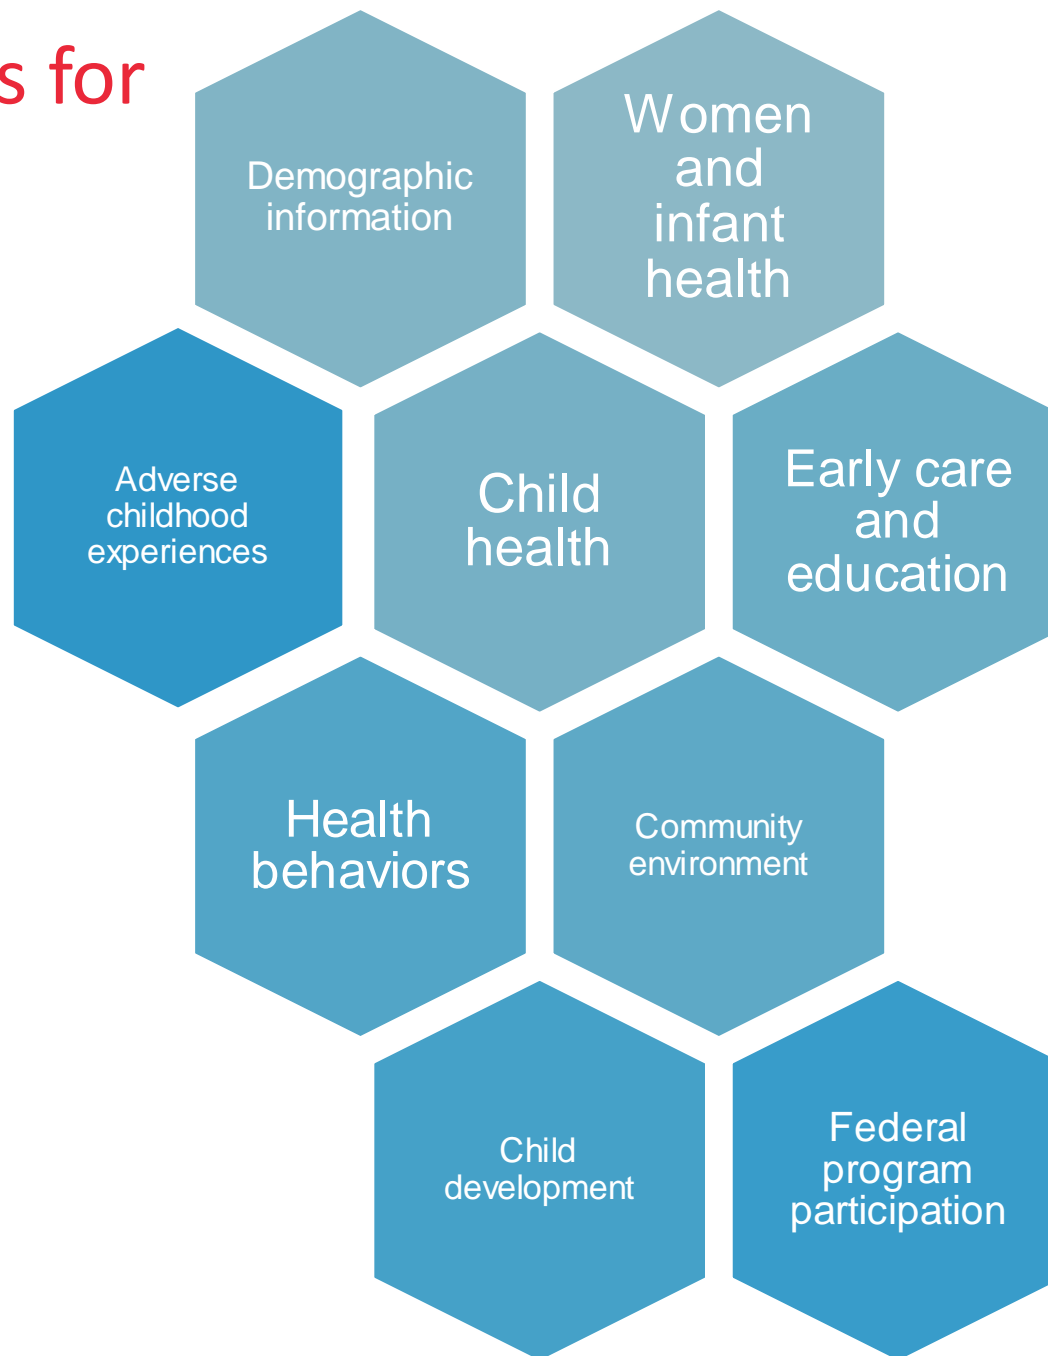 s for
Demographic
information
Women
and
infant
health
Adverse
childhood
experiences
Child
health
Early care
and
education
Health
behaviors
Community
environment
Child
development
Federal
program
participation